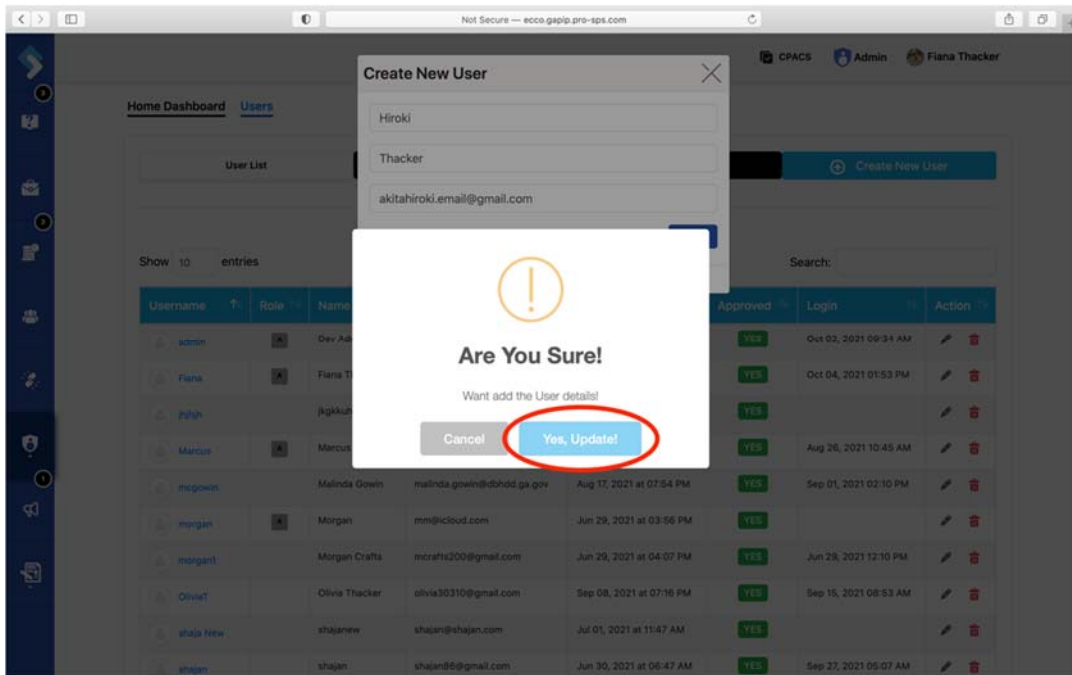 Not Secure — ecco.gapip.pro-sps.com
CPACS Admin Fiana Thacker
Create New User
Home Dashboard Users
Hiroki
User List
Thacker
Create New User
akitahiroki.email@gmail.com
Show 10 entries
Search:
Username Role Name Approved Login Action
admin A Dev Ad YES Oct 02, 2021 09:34 AM
Are You Sure!
Fiana A Fiana T YES Oct 04, 2021 01:53 PM
Want add the User details!
YES
Cancel Yes, Update!
Marcus A Marcus YES Aug 26, 2021 10:45 AM
mcgowin Malinda Gowin malinda.gowin@dbhdd.ga.gov Aug 17, 2021 at 07:54 PM YES Sep 01, 2021 02:10 PM
morgan A Morgan mm@icloud.com Jun 29, 2021 at 03:56 PM YES
morgan1 Morgan Crafts mcrafts200@gmail.com Jun 29, 2021 at 04:07 PM YES Jun 29, 2021 12:10 PM
OliviaT Olivia Thacker olivia30310@gmail.com Sep 08, 2021 at 07:16 PM YES Sep 15, 2021 08:53 AM
shaja New shajanew shajan@shajan.com Jul 01, 2021 at 11:47 AM YES
shajan shajan shajan86@gmail.com Jun 30, 2021 at 06:47 AM YES Sep 27, 2021 05:07 AM